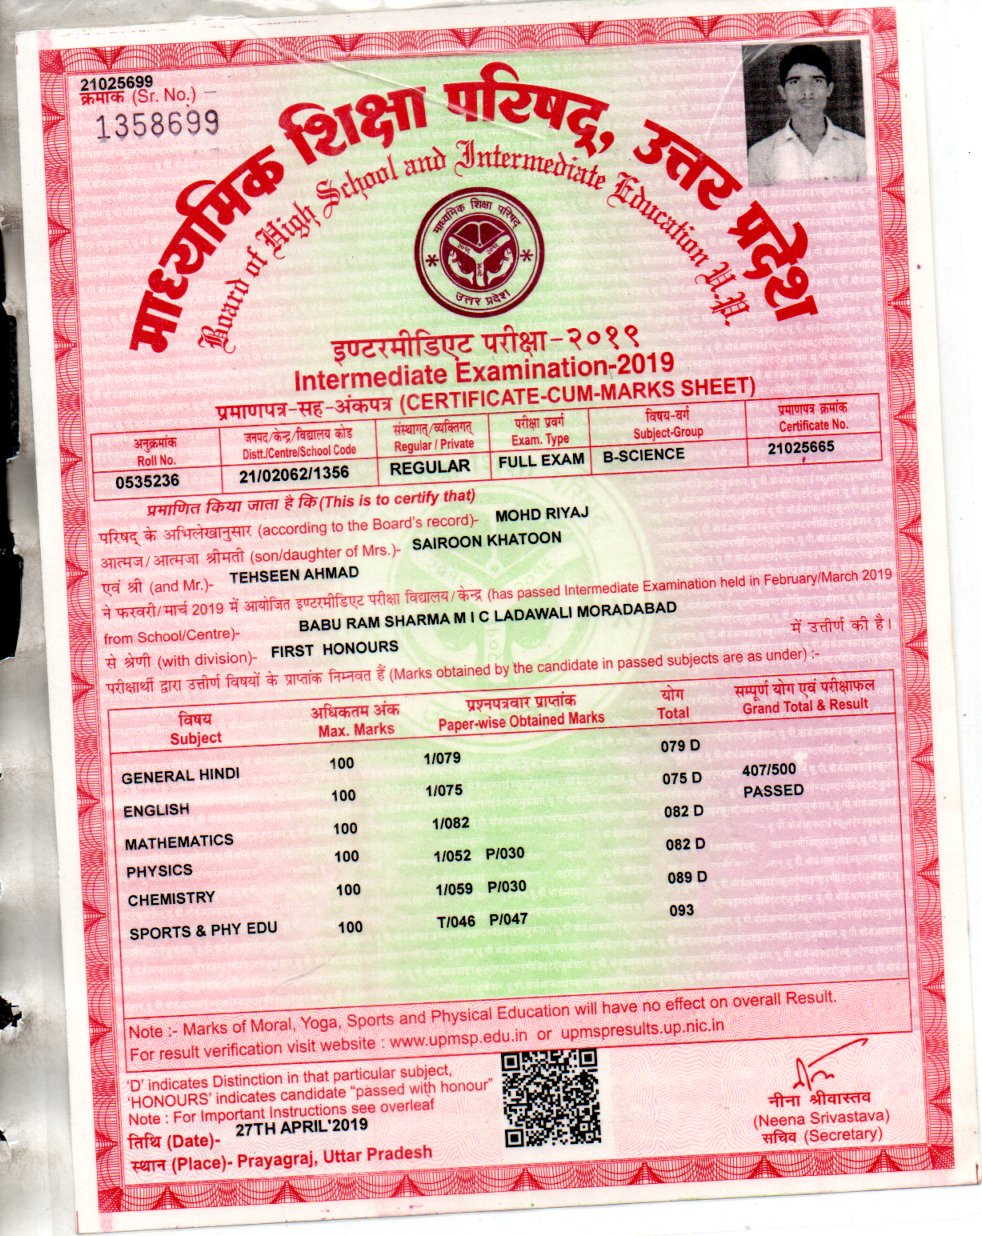 21025699
क्रमांक (Sr. No.) –
1358699
माध्यमिक शिक्षा परिषद्, उत्तर प्रदेश
Board of High School and Intermediate Education U.P.
माध्यमिक शिक्षा परिषद्
उत्तर प्रदेश
इण्टरमीडिएट परीक्षा-२०१९
Intermediate Examination-2019
प्रमाणपत्र-सह-अंकपत्र (CERTIFICATE-CUM-MARKS SHEET)
अनुक्रमांक जनपद/केन्द्र/विद्यालय कोड संस्थागत्/व्यक्तिगत् परीक्षा प्रवर्ग विषय-वर्ग प्रमाणपत्र क्रमांक
Roll No. Distt./Centre/School Code Regular / Private Exam. Type Subject-Group Certificate No.
0535236 21/02062/1356 REGULAR FULL EXAM B-SCIENCE 21025665
प्रमाणित किया जाता है कि (This is to certify that)
परिषद् के अभिलेखानुसार (according to the Board's record)- MOHD RIYAJ
आत्मज/आत्मजा श्रीमती (son/daughter of Mrs.)- SAIROON KHATOON
एवं श्री (and Mr.)- TEHSEEN AHMAD
ने फरवरी/मार्च 2019 में आयोजित इण्टरमीडिएट परीक्षा विद्यालय/केन्द्र (has passed Intermediate Examination held in February/March 2019
from School/Centre)- BABU RAM SHARMA M I C LADAWALI MORADABAD
से श्रेणी (with division)- FIRST HONOURS में उत्तीर्ण की है।
परीक्षार्थी द्वारा उत्तीर्ण विषयों के प्राप्तांक निम्नवत हैं (Marks obtained by the candidate in passed subjects are as under) :-
विषय अधिकतम अंक प्रश्नपत्रवार प्राप्तांक योग सम्पूर्ण योग एवं परीक्षाफल
Subject Max. Marks Paper-wise Obtained Marks Total Grand Total & Result
GENERAL HINDI 100 1/079 079 D
ENGLISH 100 1/075 075 D 407/500
PASSED
MATHEMATICS 100 1/082 082 D
PHYSICS 100 1/052 P/030 082 D
CHEMISTRY 100 1/059 P/030 089 D
SPORTS & PHY EDU 100 T/046 P/047 093
Note :- Marks of Moral, Yoga, Sports and Physical Education will have no effect on overall Result.
For result verification visit website : www.upmsp.edu.in or upmspresults.up.nic.in
'D' indicates Distinction in that particular subject,
'HONOURS' indicates candidate "passed with honour"
Note : For Important Instructions see overleaf
तिथि (Date)- 27TH APRIL'2019
स्थान (Place)- Prayagraj, Uttar Pradesh
नीना श्रीवास्तव
(Neena Srivastava)
सचिव (Secretary)